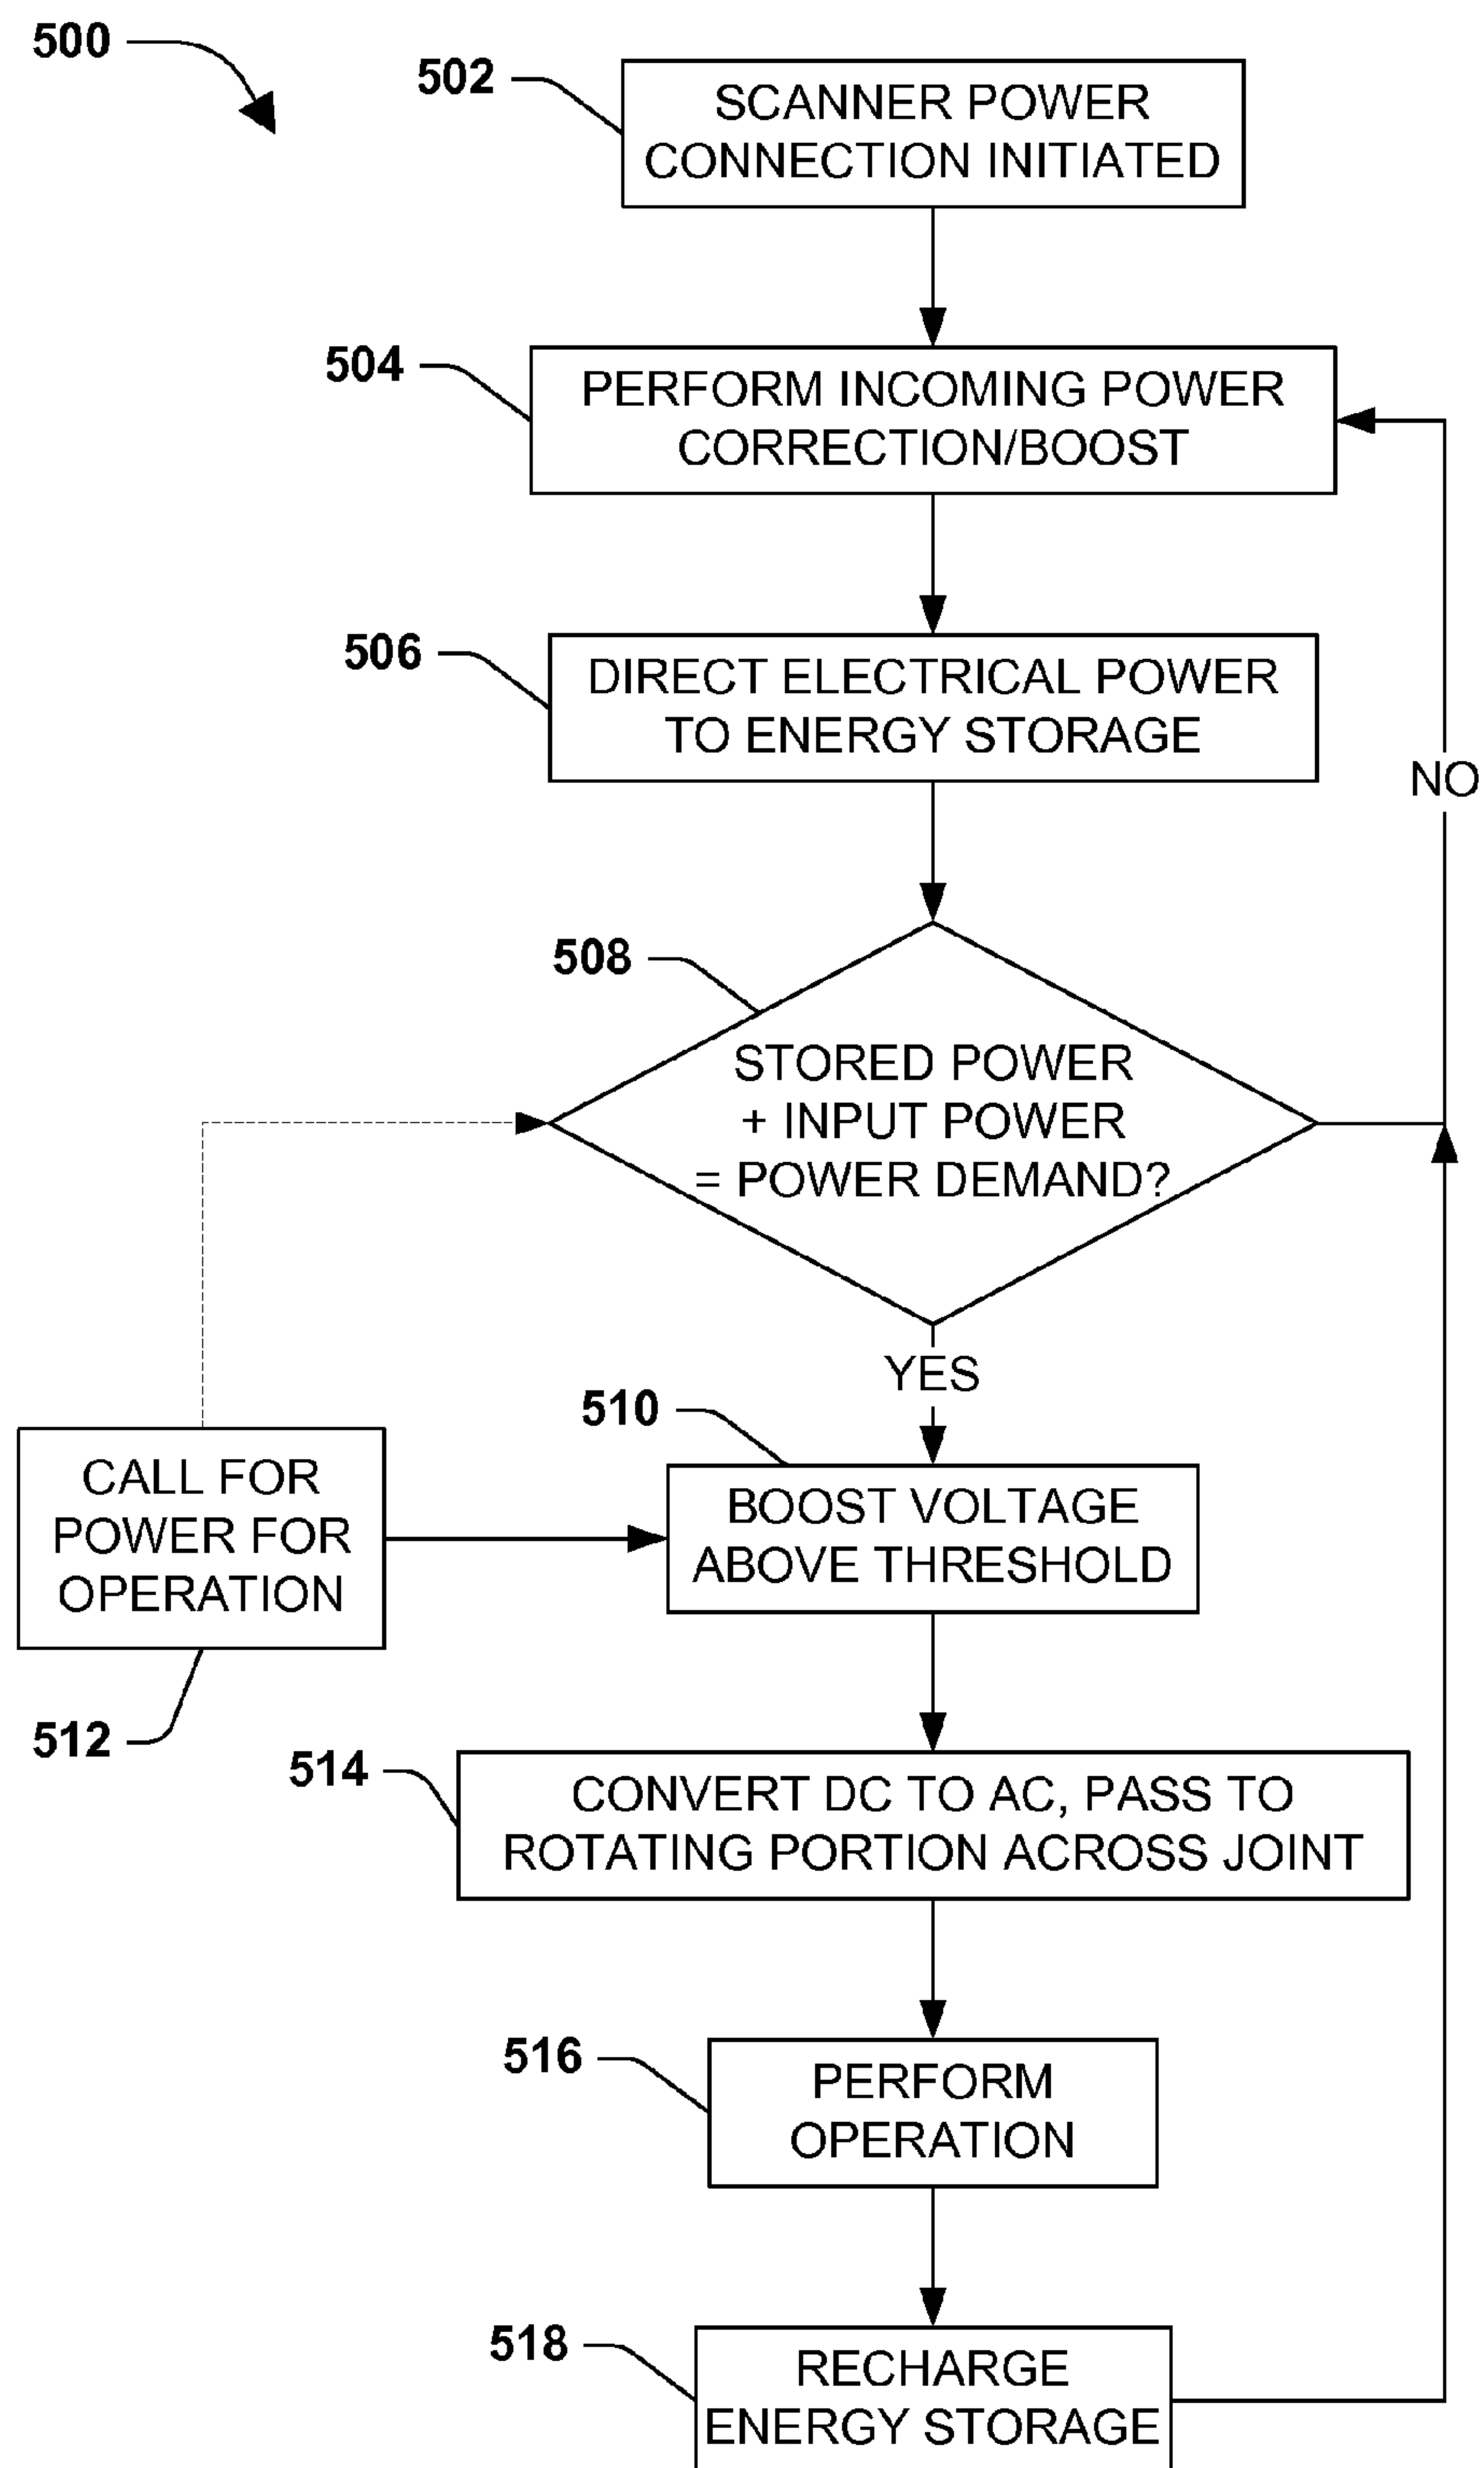 500
502
SCANNER POWER
CONNECTION INITIATED
504
PERFORM INCOMING POWER
CORRECTION/BOOST
506
DIRECT ELECTRICAL POWER
TO ENERGY STORAGE
NO
508
STORED POWER
+ INPUT POWER
= POWER DEMAND?
YES
510
BOOST VOLTAGE
ABOVE THRESHOLD
CALL FOR
POWER FOR
OPERATION
512
514
CONVERT DC TO AC, PASS TO
ROTATING PORTION ACROSS JOINT
516
PERFORM
OPERATION
518
RECHARGE
ENERGY STORAGE